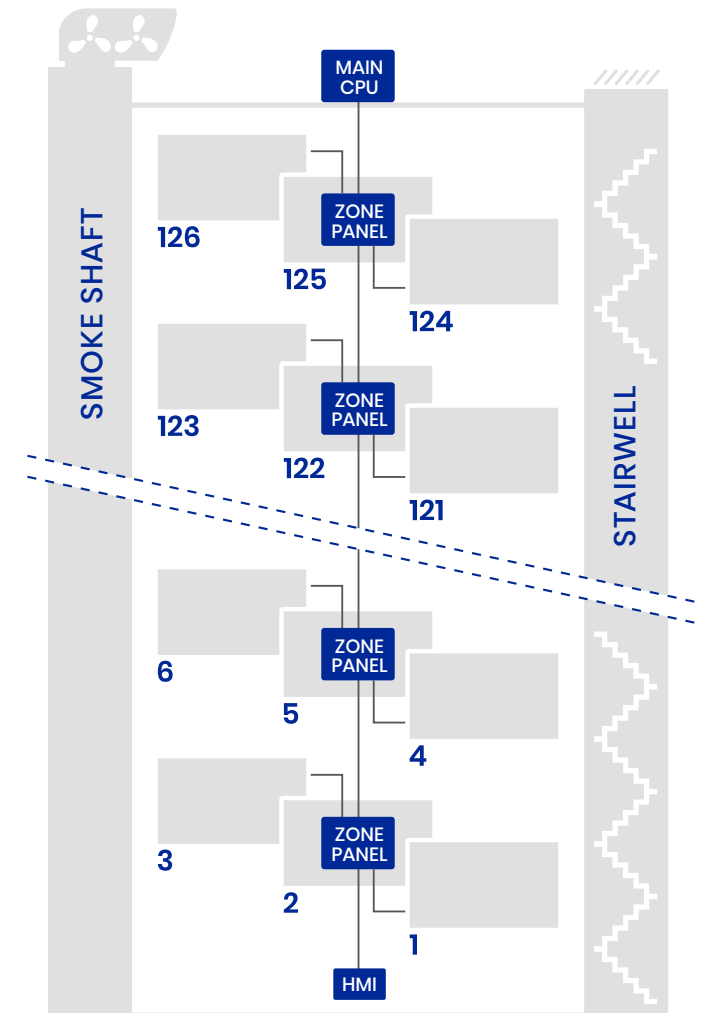 MAIN
CPU
SMOKE SHAFT
ZONE
PANEL
126
125
124
ZONE
PANEL
123
122
121
STAIRWELL
ZONE
PANEL
6
5
4
ZONE
PANEL
3
2
1
HMI